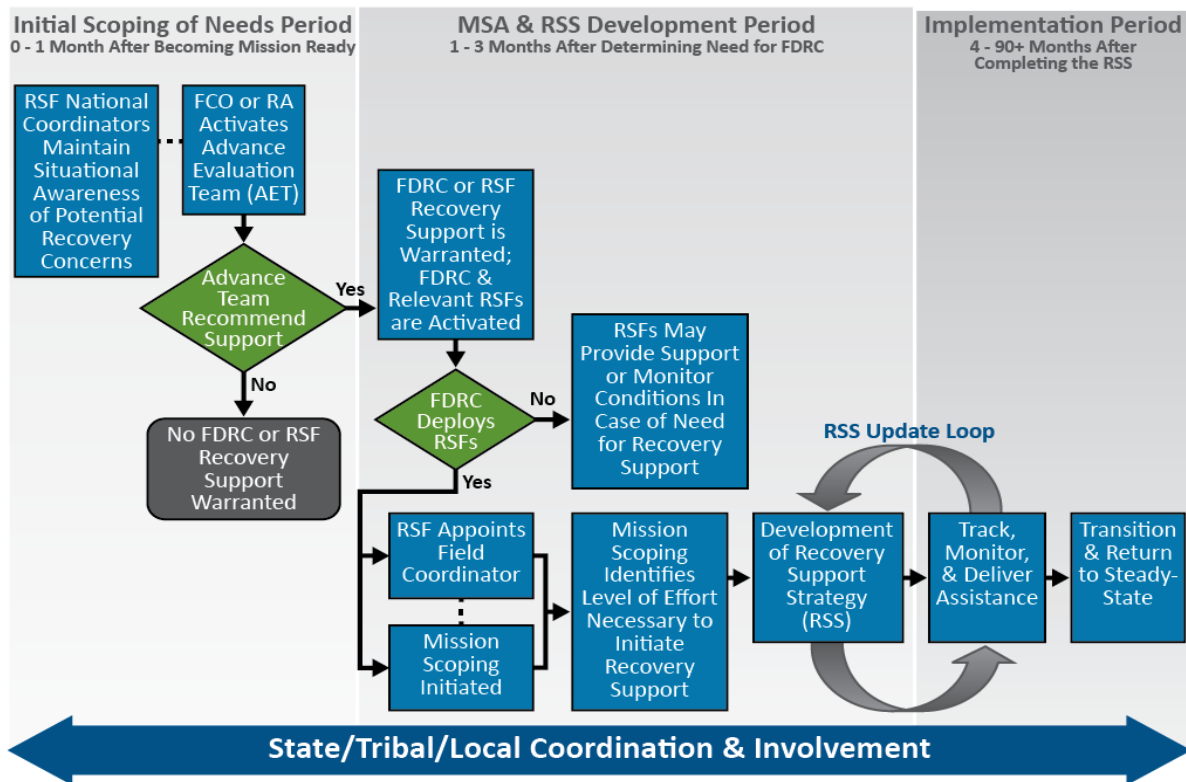 Initial Scoping of Needs Period
0 - 1 Month After Becoming Mission Ready
MSA & RSS Development Period
1 - 3 Months After Determining Need for FDRC
Implementation Period
4 - 90+ Months After
Completing the RSS
RSF National
Coordinators
Maintain
Situational
Awareness
of Potential
Recovery
Concerns
FCO or RA
Activates
Advance
Evaluation
Team (AET)
Advance
Team
Recommend
Support
Yes
No
No FDRC or RSF
Recovery
Support
Warranted
FDRC or RSF
Recovery
Support is
Warranted;
FDRC &
Relevant RSFs
are Activated
FDRC
Deploys
RSFs
No
Yes
RSFs May
Provide Support
or Monitor
Conditions In
Case of Need
for Recovery
Support
RSF Appoints
Field
Coordinator
Mission
Scoping
Initiated
Mission
Scoping
Identifies
Level of Effort
Necessary to
Initiate
Recovery
Support
RSS Update Loop
Development
of Recovery
Support
Strategy
(RSS)
Track,
Monitor,
& Deliver
Assistance
Transition
& Return
to Steady-
State
State/Tribal/Local Coordination & Involvement